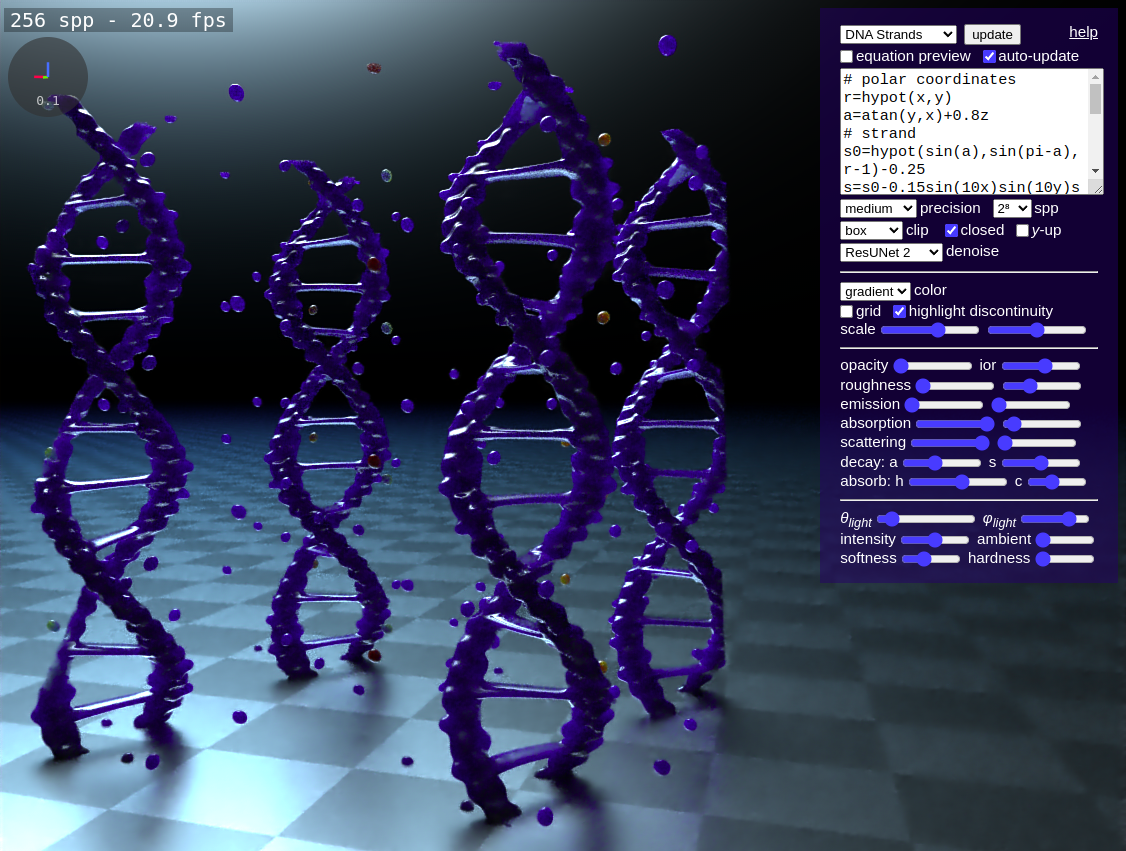 256 spp - 20.9 fps
0.1
DNA Strands update help
equation preview auto-update
# polar coordinates
r=hypot(x,y)
a=atan(y,x)+0.8z
# strand
s0=hypot(sin(a),sin(pi-a),
r-1)-0.25
s=s0-0.15sin(10x)sin(10y)s
medium precision 2⁸ spp
box clip closed y-up
ResUNet 2 denoise
gradient color
grid highlight discontinuity
scale
opacity ior
roughness
emission
absorption
scattering
decay: a s
absorb: h c
θlight φlight
intensity ambient
softness hardness